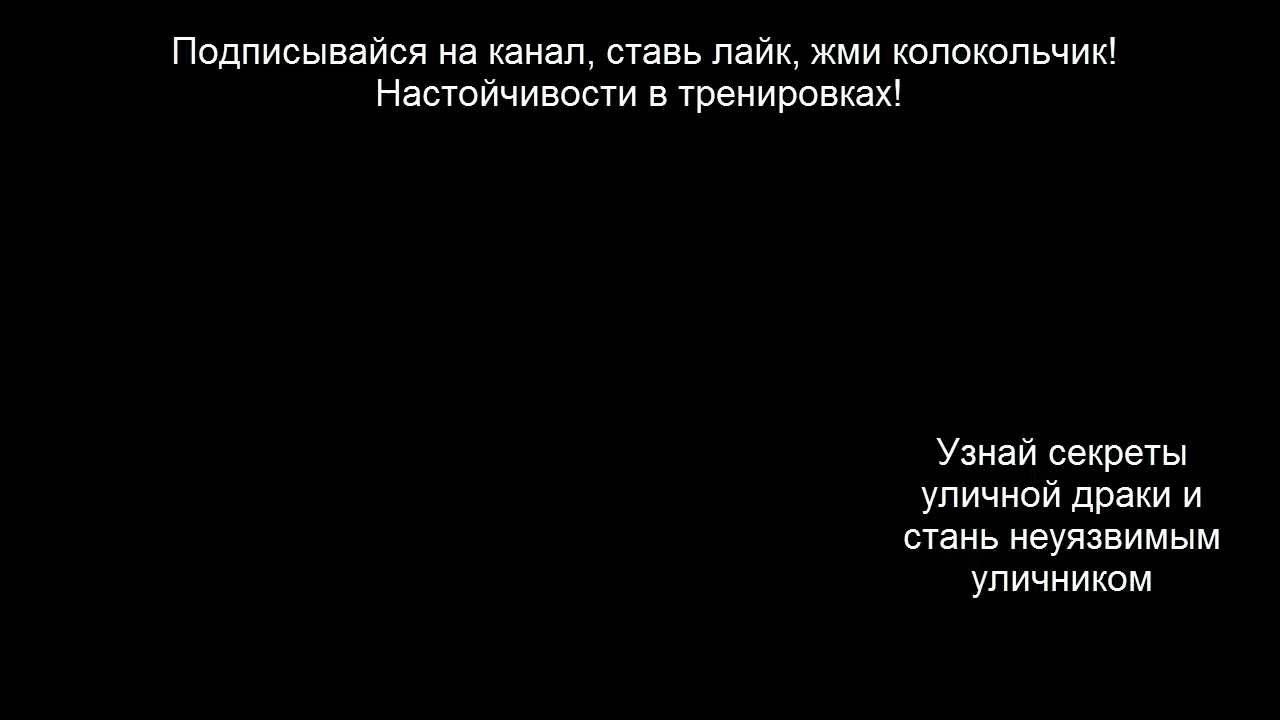 Подписывайся на канал, ставь лайк, жми колокольчик!
Настойчивости в тренировках!
Узнай секреты
уличной драки и
стань неуязвимым
уличником